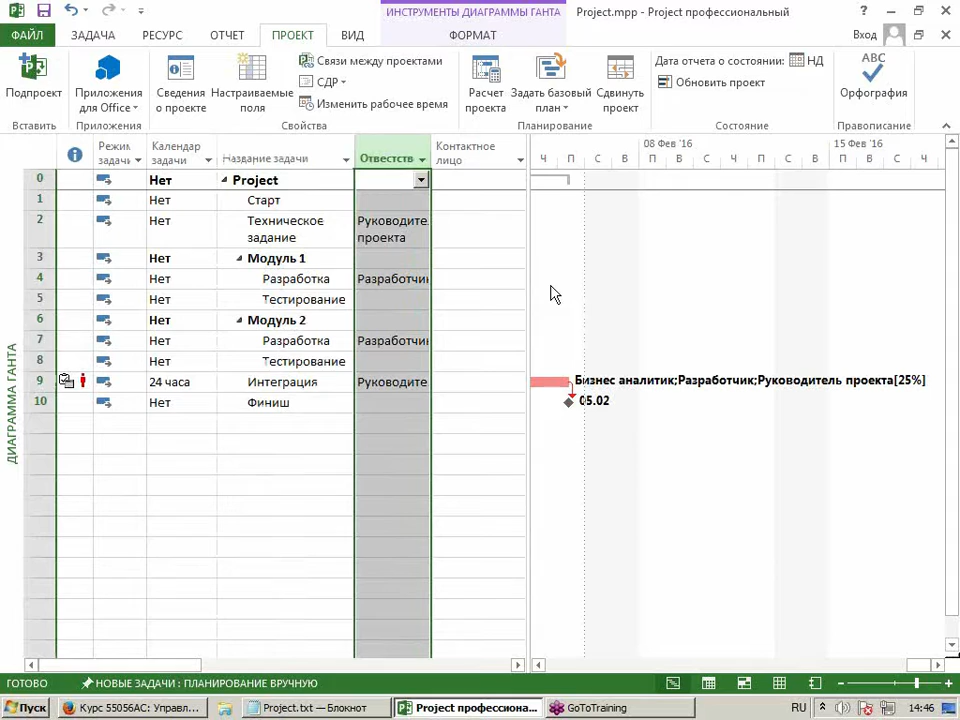 ИНСТРУМЕНТЫ ДИАГРАММЫ ГАНТА
Project.mpp - Project профессиональный
ФАЙЛ ЗАДАЧА РЕСУРС ОТЧЕТ ПРОЕКТ ВИД ФОРМАТ Вход
Подпроект
Приложения для Office
Сведения о проекте
Настраиваемые поля
Связи между проектами
СДР
Изменить рабочее время
Расчет проекта
Задать базовый план
Сдвинуть проект
Дата отчета о состоянии: НД
Обновить проект
ABC
Орфография
Вставить Приложения Свойства Планирование Состояние Правописание
Режим задачи
Календарь задачи
Название задачи
Отвестств
Контактное лицо
08 Фев '16 15 Фев '16
Ч П С В П В С Ч П С В П В С Ч
0 Нет Project
1 Нет Старт
2 Нет Техническое задание Руководите проекта
3 Нет Модуль 1
4 Нет Разработка Разработчик
5 Нет Тестирование
6 Нет Модуль 2
7 Нет Разработка Разработчик
8 Нет Тестирование
9 24 часа Интеграция Руководите Бизнес аналитик;Разработчик;Руководитель проекта[25%]
10 Нет Финиш 05.02
ДИАГРАММА ГАНТА
ГОТОВО НОВЫЕ ЗАДАЧИ : ПЛАНИРОВАНИЕ ВРУЧНУЮ
Пуск Курс 55056AC: Управл... Project.txt — Блокнот Project профессиона... GoToTraining RU 14:46